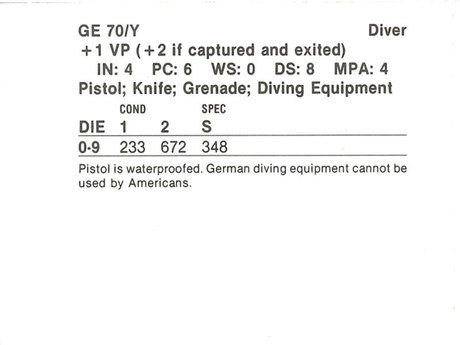 GE 70/Y Diver
+1 VP (+2 if captured and exited)
IN: 4 PC: 6 WS: 0 DS: 8 MPA: 4
Pistol; Knife; Grenade; Diving Equipment
COND SPEC
DIE 1 2 S
0-9 233 672 348
Pistol is waterproofed. German diving equipment cannot be
used by Americans.